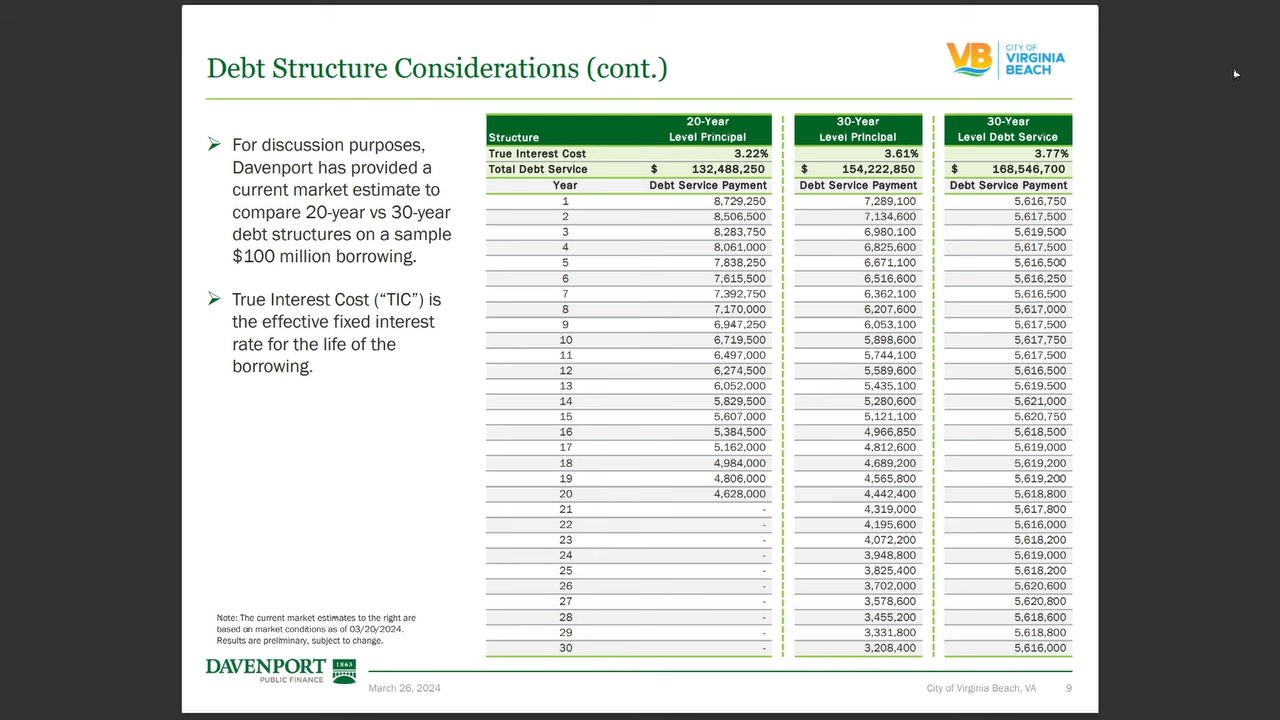 Debt Structure Considerations (cont.)
VB
CITY OF
VIRGINIA
BEACH
➢ For discussion purposes,
Davenport has provided a
current market estimate to
compare 20-year vs 30-year
debt structures on a sample
$100 million borrowing.
➢ True Interest Cost (“TIC”) is
the effective fixed interest
rate for the life of the
borrowing.
20-Year 30-Year 30-Year
Structure Level Principal Level Principal Level Debt Service
True Interest Cost 3.22% 3.61% 3.77%
Total Debt Service $ 132,488,250 $ 154,222,850 $ 168,546,700
Year Debt Service Payment Debt Service Payment Debt Service Payment
1 8,729,250 7,289,100 5,616,750
2 8,506,500 7,134,600 5,617,500
3 8,283,750 6,980,100 5,619,500
4 8,061,000 6,825,600 5,617,500
5 7,838,250 6,671,100 5,616,500
6 7,615,500 6,516,600 5,616,250
7 7,392,750 6,362,100 5,616,500
8 7,170,000 6,207,600 5,617,000
9 6,947,250 6,053,100 5,617,500
10 6,719,500 5,898,600 5,617,750
11 6,497,000 5,744,100 5,617,500
12 6,274,500 5,589,600 5,616,500
13 6,052,000 5,435,100 5,619,500
14 5,829,500 5,280,600 5,621,000
15 5,607,000 5,121,100 5,620,750
16 5,384,500 4,966,850 5,618,500
17 5,162,000 4,812,600 5,619,000
18 4,984,000 4,689,200 5,619,200
19 4,806,000 4,565,800 5,619,200
20 4,628,000 4,442,400 5,618,800
21 - 4,319,000 5,617,800
22 - 4,195,600 5,616,000
23 - 4,072,200 5,618,200
24 - 3,948,800 5,619,000
25 - 3,825,400 5,618,200
26 - 3,702,000 5,620,600
27 - 3,578,600 5,620,800
28 - 3,455,200 5,618,600
29 - 3,331,800 5,618,800
30 - 3,208,400 5,616,000
Note: The current market estimates to the right are
based on market conditions as of 03/20/2024.
Results are preliminary, subject to change.
DAVENPORT
PUBLIC FINANCE
1863
March 26, 2024
City of Virginia Beach, VA 9